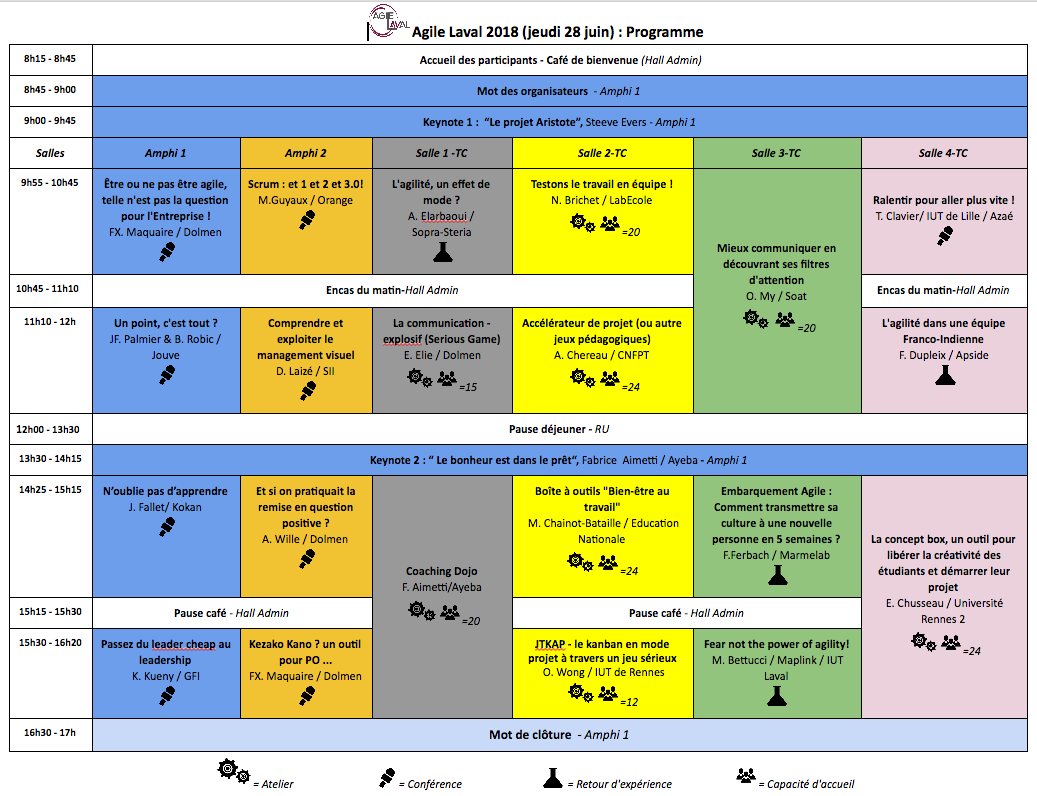 AGILE
LAVAL
Agile Laval 2018 (jeudi 28 juin) : Programme
8h15 - 8h45
Accueil des participants - Café de bienvenue (Hall Admin)
8h45 - 9h00
Mot des organisateurs - Amphi 1
9h00 - 9h45
Keynote 1 : “Le projet Aristote”, Steeve Evers - Amphi 1
Salles
Amphi 1
Amphi 2
Salle 1 -TC
Salle 2-TC
Salle 3-TC
Salle 4-TC
9h55 - 10h45
Être ou ne pas être agile,
telle n'est pas la question
pour l'Entreprise !
FX. Maquaire / Dolmen
Scrum : et 1 et 2 et 3.0!
M.Guyaux / Orange
L'agilité, un effet de
mode ?
A. Elarbaoui /
Sopra-Steria
Testons le travail en équipe !
N. Brichet / LabEcole
=20
Mieux communiquer en
découvrant ses filtres
d'attention
O. My / Soat
=20
Ralentir pour aller plus vite !
T. Clavier/ IUT de Lille / Azaé
10h45 - 11h10
Encas du matin-Hall Admin
Encas du matin-Hall Admin
11h10 - 12h
Un point, c'est tout ?
JF. Palmier & B. Robic /
Jouve
Comprendre et
exploiter le
management visuel
D. Laizé / SII
La communication -
explosif (Serious Game)
E. Elie / Dolmen
=15
Accélérateur de projet (ou autre
jeux pédagogiques)
A. Chereau / CNFPT
=24
L'agilité dans une équipe
Franco-Indienne
F. Dupleix / Apside
12h00 - 13h30
Pause déjeuner - RU
13h30 - 14h15
Keynote 2 : “ Le bonheur est dans le prêt”, Fabrice Aimetti / Ayeba - Amphi 1
14h25 - 15h15
N’oublie pas d’apprendre
J. Fallet/ Kokan
Et si on pratiquait la
remise en question
positive ?
A. Wille / Dolmen
Coaching Dojo
F. Aimetti/Ayeba
=20
Boîte à outils "Bien-être au
travail"
M. Chainot-Bataille / Education
Nationale
=24
Embarquement Agile :
Comment transmettre sa
culture à une nouvelle
personne en 5 semaines ?
F.Ferbach / Marmelab
La concept box, un outil pour
libérer la créativité des
étudiants et démarrer leur
projet
E. Chusseau / Université
Rennes 2
=24
15h15 - 15h30
Pause café - Hall Admin
Pause café - Hall Admin
15h30 - 16h20
Passez du leader cheap au
leadership
K. Kueny / GFI
Kezako Kano ? un outil
pour PO ...
FX. Maquaire / Dolmen
JTKAP - le kanban en mode
projet à travers un jeu sérieux
O. Wong / IUT de Rennes
=12
Fear not the power of agility!
M. Bettucci / Maplink / IUT
Laval
16h30 - 17h
Mot de clôture - Amphi 1
= Atelier
= Conférence
= Retour d'expérience
= Capacité d'accueil